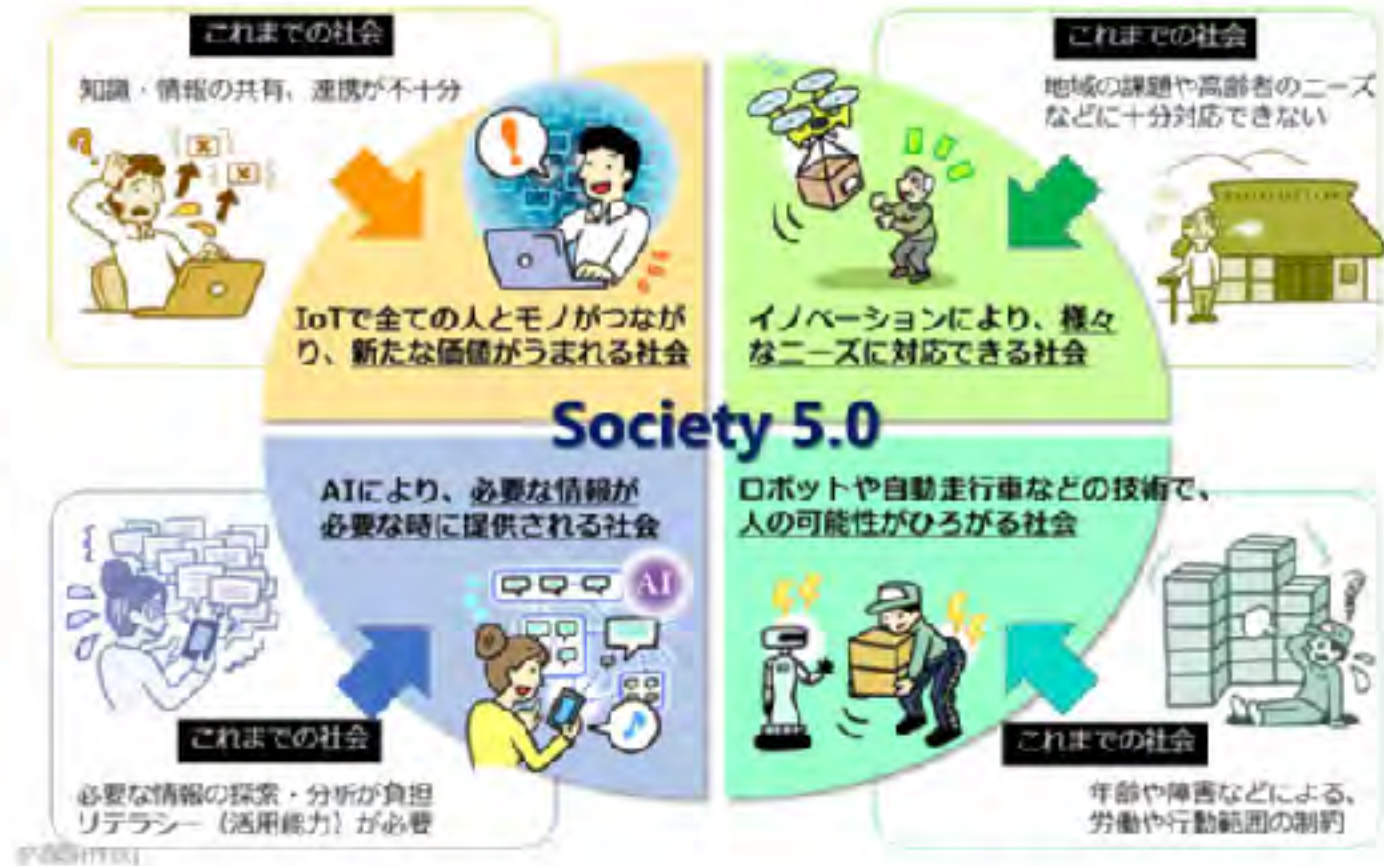 これまでの社会
知識・情報の共有、連携が不十分
IoTで全ての人とモノがつなが
り、新たな価値がうまれる社会
これまでの社会
地域の課題や高齢者のニーズ
などに十分対応できない
イノベーションにより、様々
なニーズに対応できる社会
Society 5.0
AIにより、必要な情報が
必要な時に提供される社会
AI
これまでの社会
必要な情報の探索・分析が負担
リテラシー（活用能力）が必要
ロボットや自動走行車などの技術で、
人の可能性がひろがる社会
これまでの社会
年齢や障害などによる、
労働や行動範囲の制約